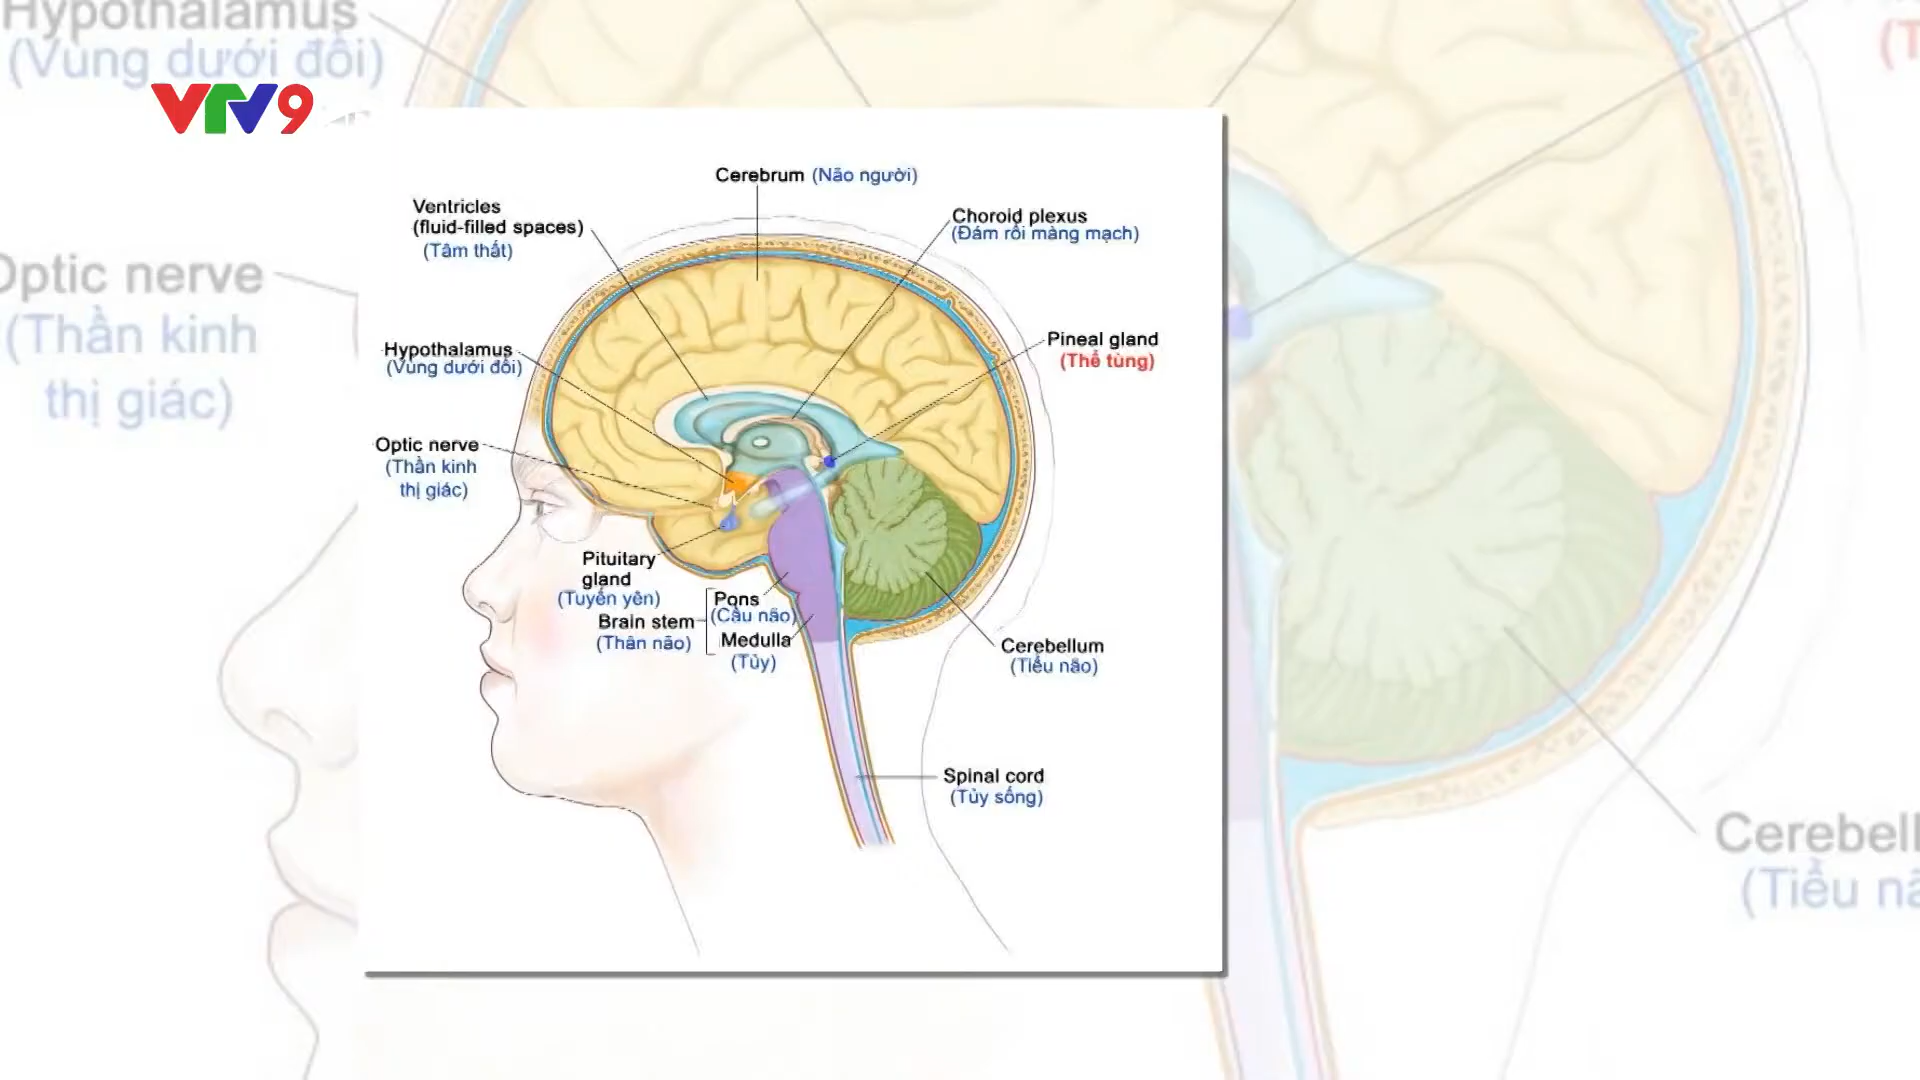 Hypothalamus
(Vùng dưới đồi)
VTV9
Cerebrum (Não người)
Ventricles
(fluid-filled spaces)
(Tâm thất)
Choroid plexus
(Đám rối màng mạch)
Pineal gland
(Thể tùng)
Hypothalamus
(Vùng dưới đồi)
Optic nerve
(Thần kinh
thị giác)
Optic nerve
(Thần kinh
thị giác)
Pituitary
gland
(Tuyến yên)
Brain stem
(Thân não)
Pons
(Cầu não)
Medulla
(Tủy)
Cerebellum
(Tiểu não)
Spinal cord
(Tủy sống)
Cerebell
(Tiểu nã
(T